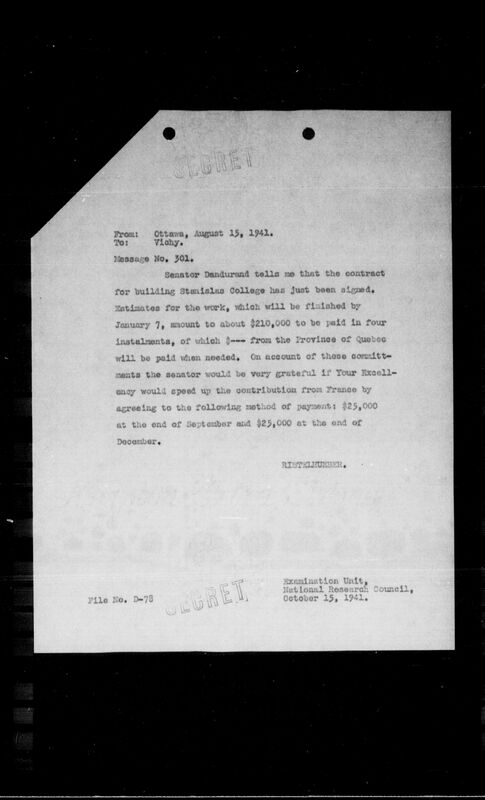 SECRET
From: Ottawa, August 15, 1941.
To: Vichy.
Message No. 301.
Senator Dandurand tells me that the contract
for building Stanislas College has just been signed.
Estimates for the work, which will be finished by
January 7, amount to about $210,000 to be paid in four
instalments, of which $--- from the Province of Quebec
will be paid when needed. On account of these committ-
ments the senator would be very grateful if Your Excell-
ency would speed up the contribution from France by
agreeing to the following method of payment: $25,000
at the end of September and $25,000 at the end of
December.
RISTELHUEBER.
Examination Unit,
National Research Council,
October 15, 1941.
File No. D-78
SECRET